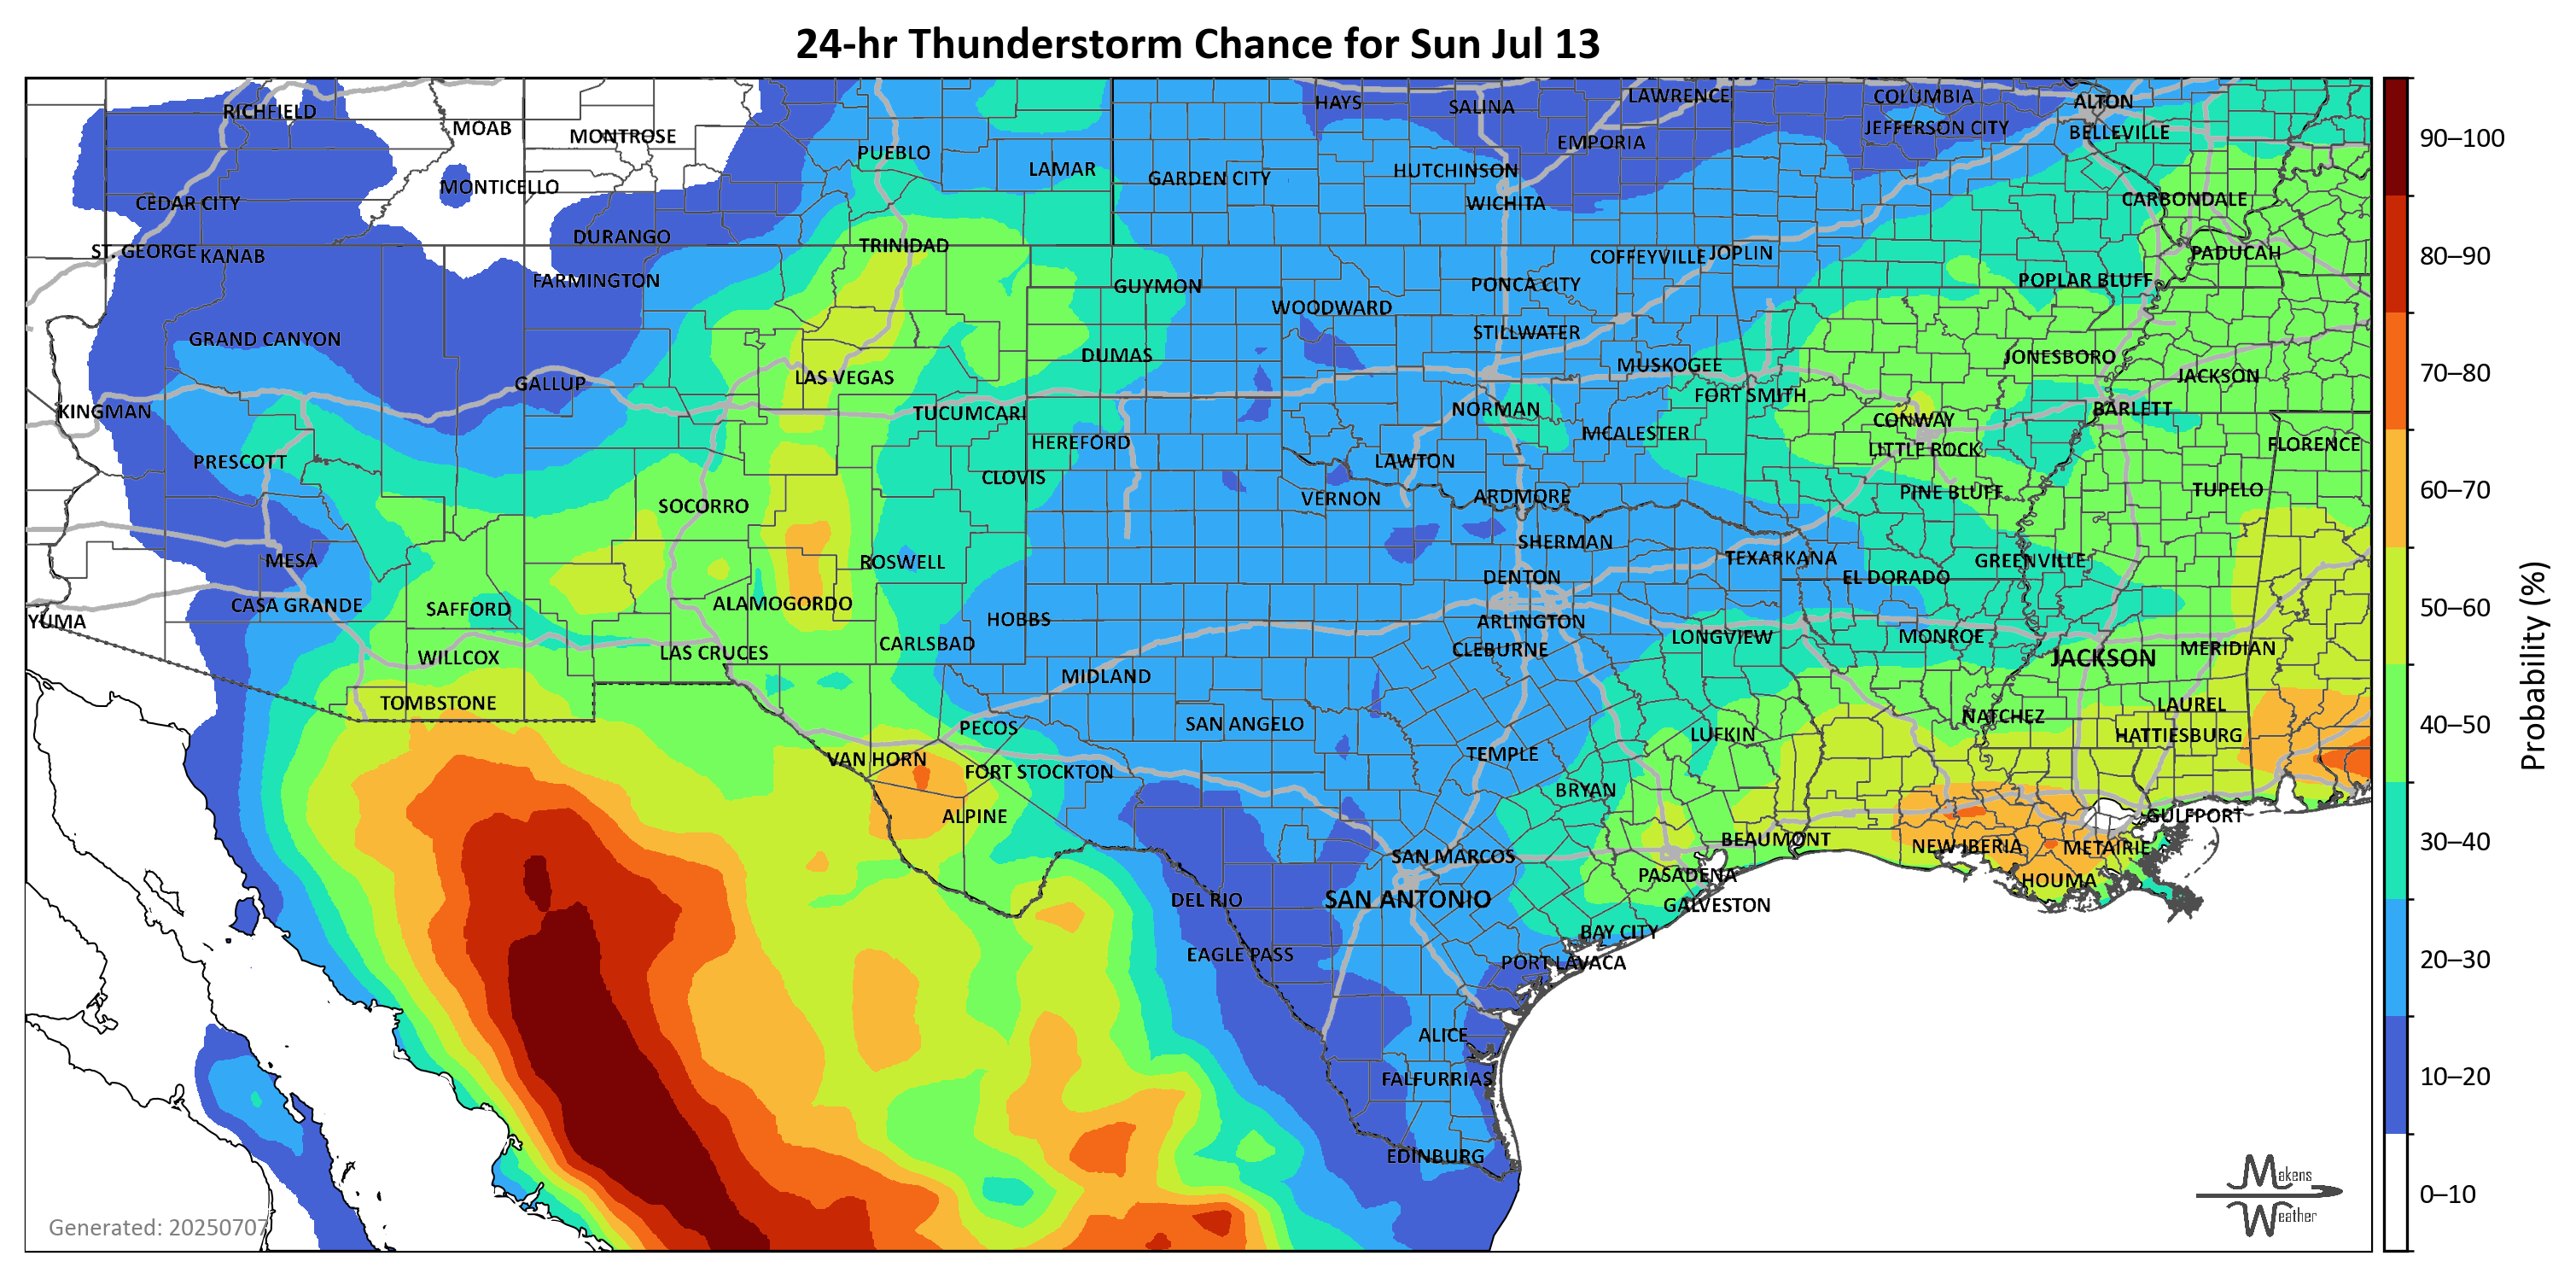 24-hr Thunderstorm Chance for Sun Jul 13
RICHFIELD
MOAB
MONTROSE
PUEBLO
LAMAR
GARDEN CITY
HAYS
SALINA
LAWRENCE
COLUMBIA
ALTON
EMPORIA
JEFFERSON CITY
BELLEVILLE
MONTICELLO
HUTCHINSON
CEDAR CITY
WICHITA
CARBONDALE
DURANGO
TRINIDAD
ST. GEORGE
KANAB
COFFEYVILLE
JOPLIN
PADUCAH
FARMINGTON
GUYMON
PONCA CITY
POPLAR BLUFF
WOODWARD
GRAND CANYON
STILLWATER
DUMAS
MUSKOGEE
JONESBORO
GALLUP
LAS VEGAS
JACKSON
FORT SMITH
KINGMAN
TUCUMCARI
NORMAN
CONWAY
BARLETT
HEREFORD
MCALESTER
LITTLE ROCK
FLORENCE
PRESCOTT
CLOVIS
LAWTON
SOCORRO
VERNON
ARDMORE
PINE BLUFF
TUPELO
MESA
ROSWELL
SHERMAN
TEXARKANA
GREENVILLE
DENTON
EL DORADO
CASA GRANDE
SAFFORD
ALAMOGORDO
YUMA
HOBBS
ARLINGTON
LONGVIEW
MONROE
WILLCOX
LAS CRUCES
CARLSBAD
CLEBURNE
JACKSON
MERIDIAN
MIDLAND
TOMBSTONE
PECOS
SAN ANGELO
NATCHEZ
LAUREL
LUFKIN
HATTIESBURG
VAN HORN
FORT STOCKTON
TEMPLE
BRYAN
ALPINE
GULFPORT
BEAUMONT
SAN MARCOS
NEW IBERIA
METAIRIE
PASADENA
HOUMA
DEL RIO
SAN ANTONIO
GALVESTON
BAY CITY
EAGLE PASS
PORT LAVACA
ALICE
FALFURRIAS
EDINBURG
Generated: 20250707
Makens
Weather
90–100
80–90
70–80
60–70
50–60
40–50
30–40
20–30
10–20
0–10
Probability (%)